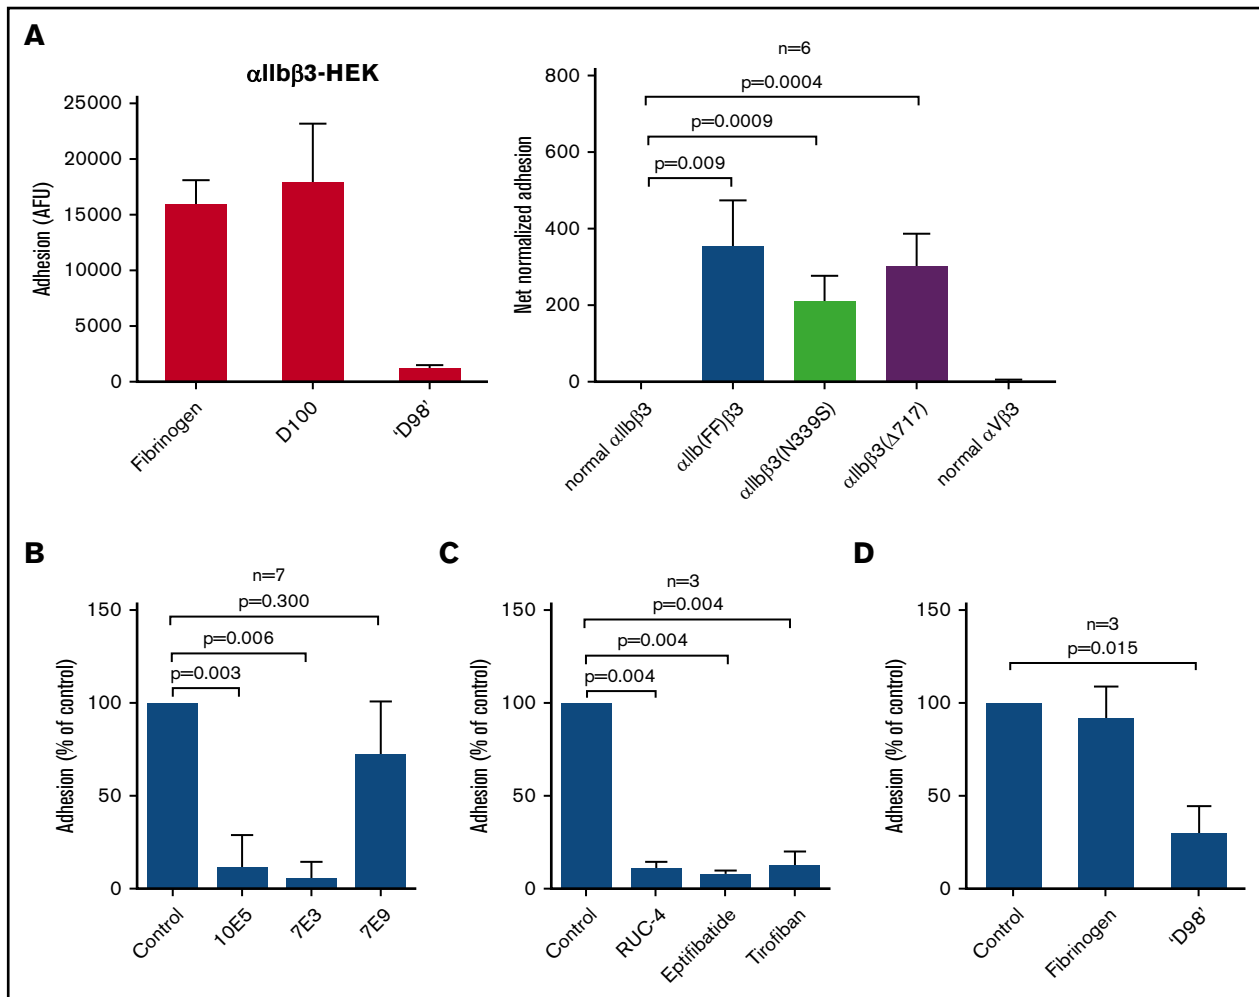 A
αIIbβ3-HEK
Adhesion (AFU)
25000
20000
15000
10000
5000
0
Fibrinogen
D100
‘D98’
n=6
Net normalized adhesion
800
600
400
200
0
p=0.0004
p=0.0009
p=0.009
normal αIIbβ3
αIIb(FF)β3
αIIbβ3(N339S)
αIIbβ3(Δ717)
normal αVβ3
B
n=7
Adhesion (% of control)
150
100
50
0
p=0.300
p=0.006
p=0.003
Control
10E5
7E3
7E9
C
n=3
Adhesion (% of control)
150
100
50
0
p=0.004
p=0.004
p=0.004
Control
RUC-4
Eptifibatide
Tirofiban
D
n=3
Adhesion (% of control)
150
100
50
0
p=0.015
Control
Fibrinogen
‘D98’